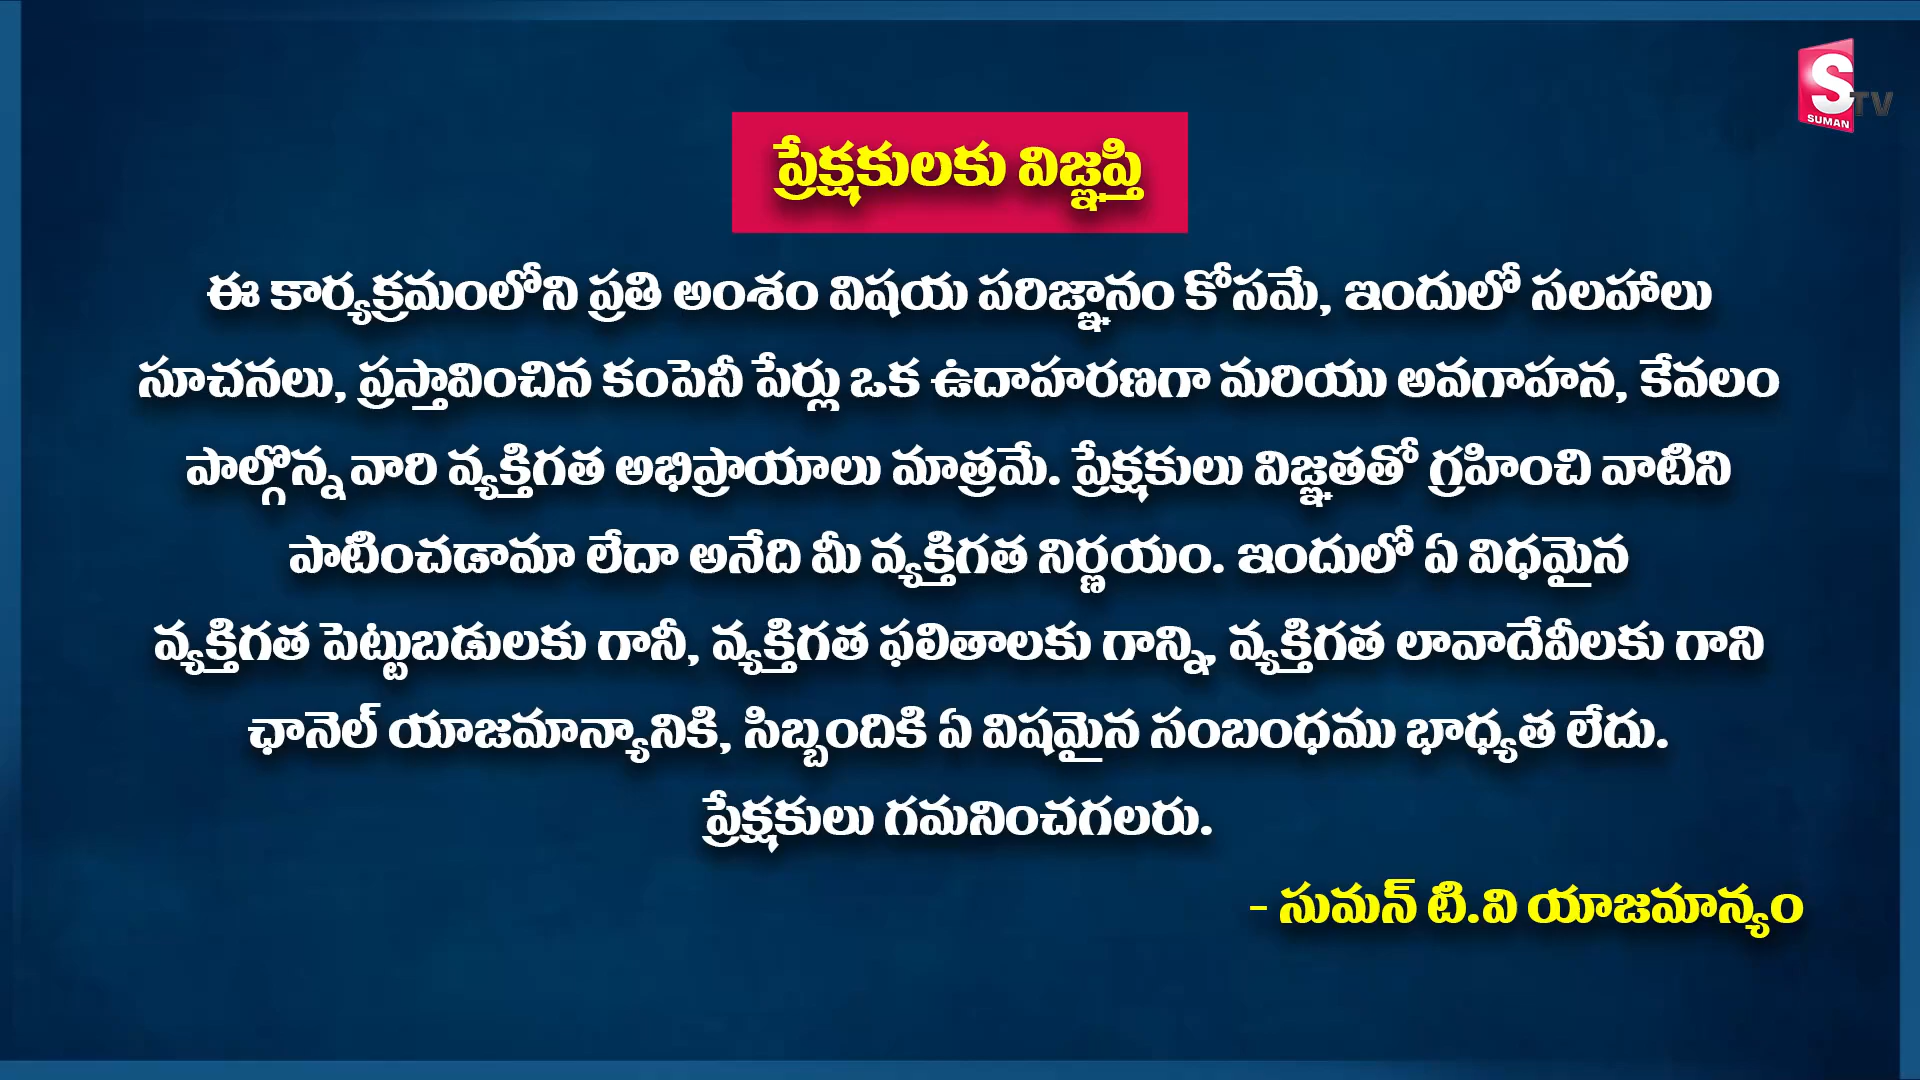 S TV
SUMAN
ప్రేక్షకులకు విజ్ఞప్తి
ఈ కార్యక్రమంలోని ప్రతి అంశం విషయ పరిజ్ఞానం కోసమే, ఇందులో సలహాలు
సూచనలు, ప్రస్తావించిన కంపెనీ పేర్లు ఒక ఉదాహరణగా మరియు అవగాహన, కేవలం
పాల్గొన్న వారి వ్యక్తిగత అభిప్రాయాలు మాత్రమే. ప్రేక్షకులు విజ్ఞతతో గ్రహించి వాటిని
పాటించడామా లేదా అనేది మీ వ్యక్తిగత నిర్ణయం. ఇందులో ఏ విధమైన
వ్యక్తిగత పెట్టుబడులకు గానీ, వ్యక్తిగత ఫలితాలకు గాన్ని, వ్యక్తిగత లావాదేవీలకు గాని
ఛానెల్ యాజమాన్యానికి, సిబ్బందికి ఏ విషమైన సంబంధము భాధ్యత లేదు.
ప్రేక్షకులు గమనించగలరు.
- సుమన్ టి.వి యాజమాన్యం